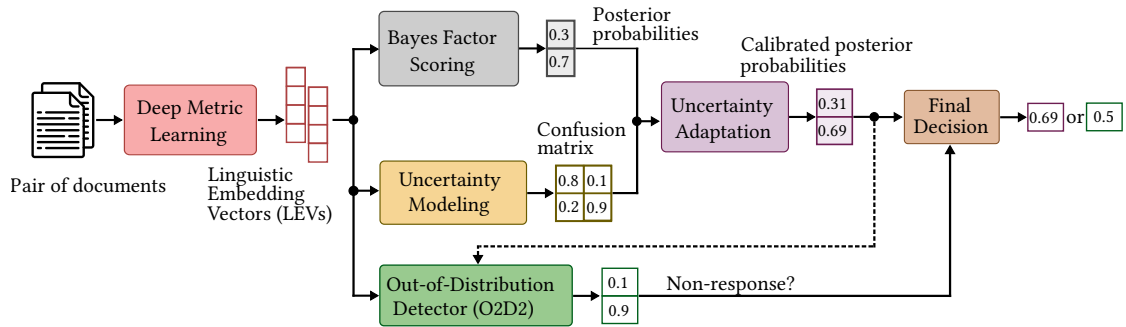 Pair of documents
Deep Metric
Learning
Linguistic
Embedding
Vectors (LEVs)
Bayes Factor
Scoring
0.3
0.7
Posterior
probabilities
Uncertainty
Modeling
Confusion
matrix
0.8 0.1
0.2 0.9
Uncertainty
Adaptation
Calibrated posterior
probabilities
0.31
0.69
Final
Decision
0.69 or 0.5
Out-of-Distribution
Detector (O2D2)
0.1
0.9
Non-response?